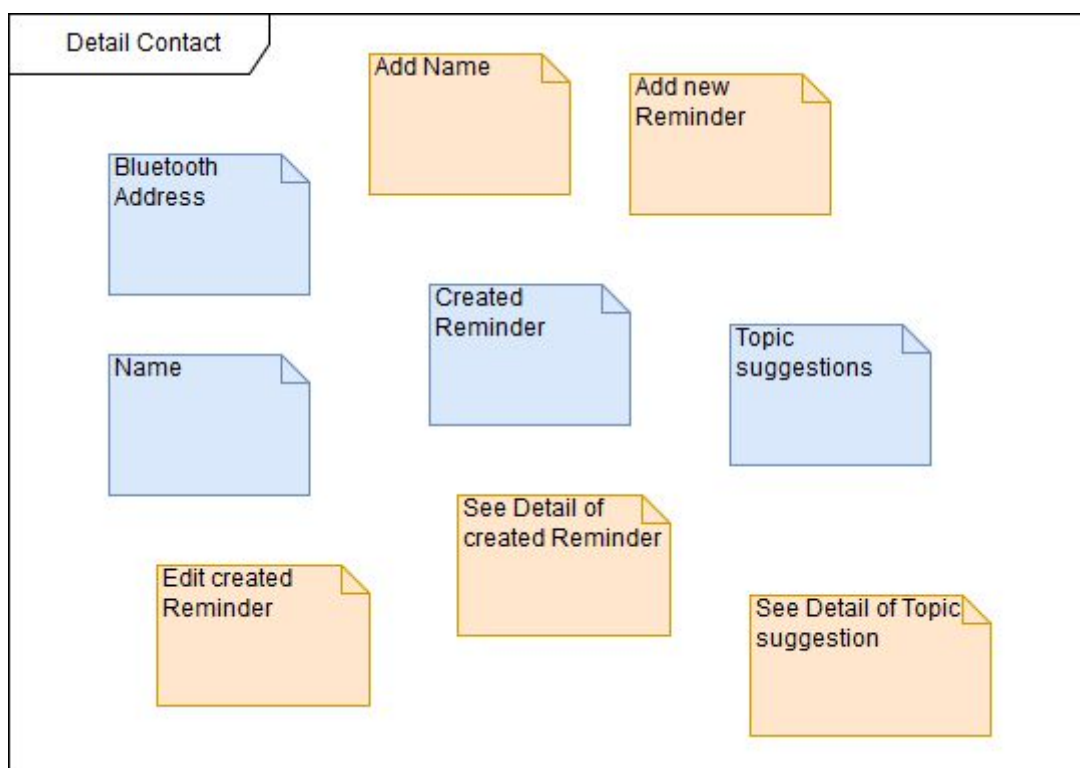 Detail Contact
Add Name
Add new
Reminder
Bluetooth
Address
Created
Reminder
Topic
suggestions
Name
See Detail of
created Reminder
Edit created
Reminder
See Detail of Topic
suggestion